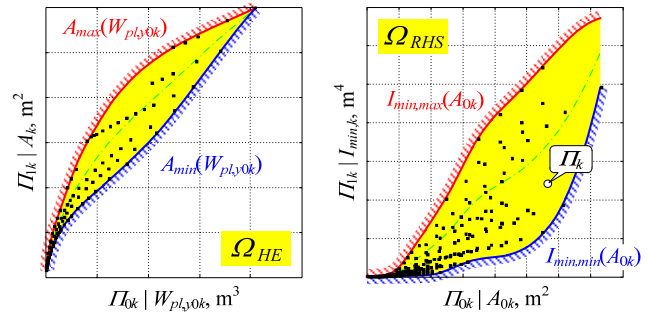 A_max(W_pl,y0k)
A_min(W_pl,y0k)
Ω_HE
Π_1k | A_k, m²
Π_0k | W_pl,y0k, m³
Ω_RHS
I_min,max(A_0k)
Π_k
I_min,min(A_0k)
Π_1k | I_min,k, m⁴
Π_0k | A_0k, m²